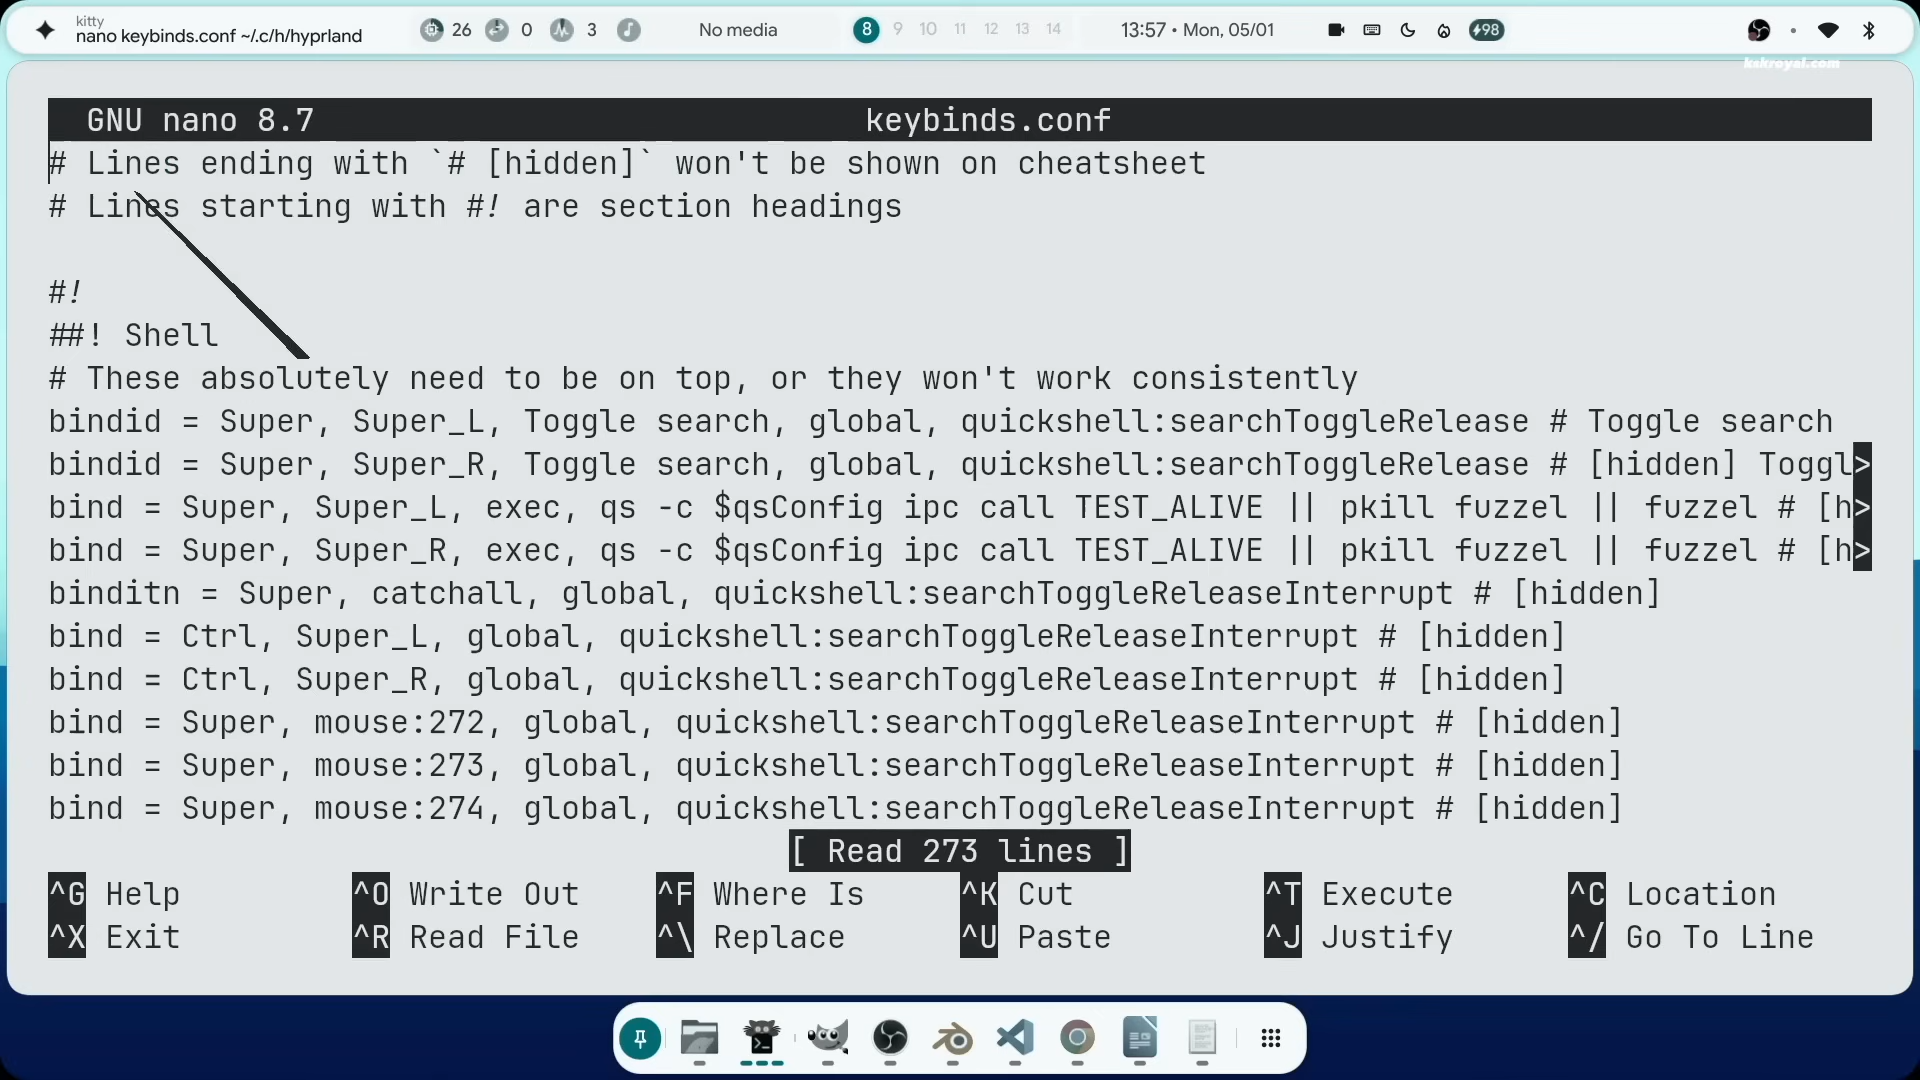 kitty
nano keybinds.conf ~/.c/h/hyprland
26 0 3
No media
8 9 10 11 12 13 14
13:57 • Mon, 05/01
98
kskroyal.com
GNU nano 8.7 keybinds.conf
# Lines ending with `# [hidden]` won't be shown on cheatsheet
# Lines starting with #! are section headings
#!
##! Shell
# These absolutely need to be on top, or they won't work consistently
bindid = Super, Super_L, Toggle search, global, quickshell:searchToggleRelease # Toggle search
bindid = Super, Super_R, Toggle search, global, quickshell:searchToggleRelease # [hidden] Toggl>
bind = Super, Super_L, exec, qs -c $qsConfig ipc call TEST_ALIVE || pkill fuzzel || fuzzel # [h>
bind = Super, Super_R, exec, qs -c $qsConfig ipc call TEST_ALIVE || pkill fuzzel || fuzzel # [h>
binditn = Super, catchall, global, quickshell:searchToggleReleaseInterrupt # [hidden]
bind = Ctrl, Super_L, global, quickshell:searchToggleReleaseInterrupt # [hidden]
bind = Ctrl, Super_R, global, quickshell:searchToggleReleaseInterrupt # [hidden]
bind = Super, mouse:272, global, quickshell:searchToggleReleaseInterrupt # [hidden]
bind = Super, mouse:273, global, quickshell:searchToggleReleaseInterrupt # [hidden]
bind = Super, mouse:274, global, quickshell:searchToggleReleaseInterrupt # [hidden]
[ Read 273 lines ]
^G Help ^O Write Out ^F Where Is ^K Cut ^T Execute ^C Location
^X Exit ^R Read File ^\ Replace ^U Paste ^J Justify ^/ Go To Line